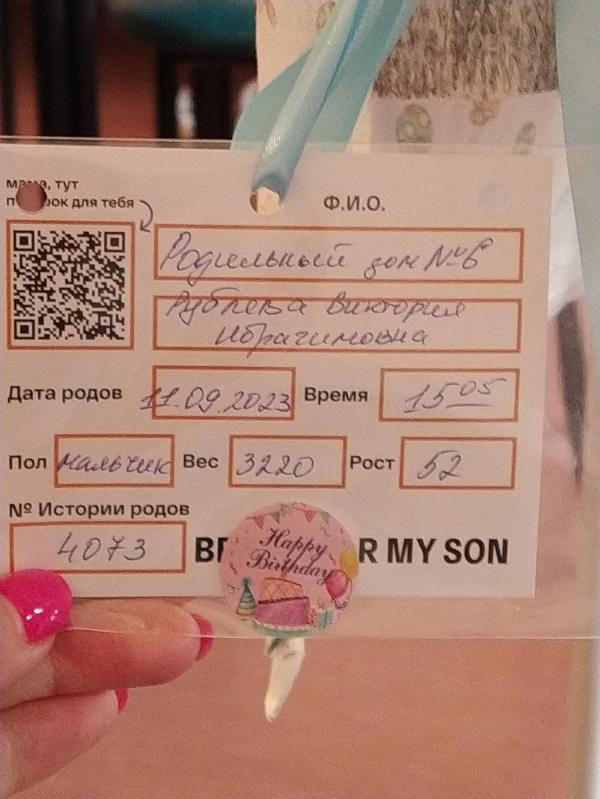 мама, тут
подарок для тебя
Ф.И.О.
Родильный дом №6
Рублева Виктория
Ибрагимовна
Дата родов 11.09.2023 Время 15 05
Пол мальчик Вес 3220 Рост 52
№ Истории родов
4073
R MY SON
Happy
Birthday